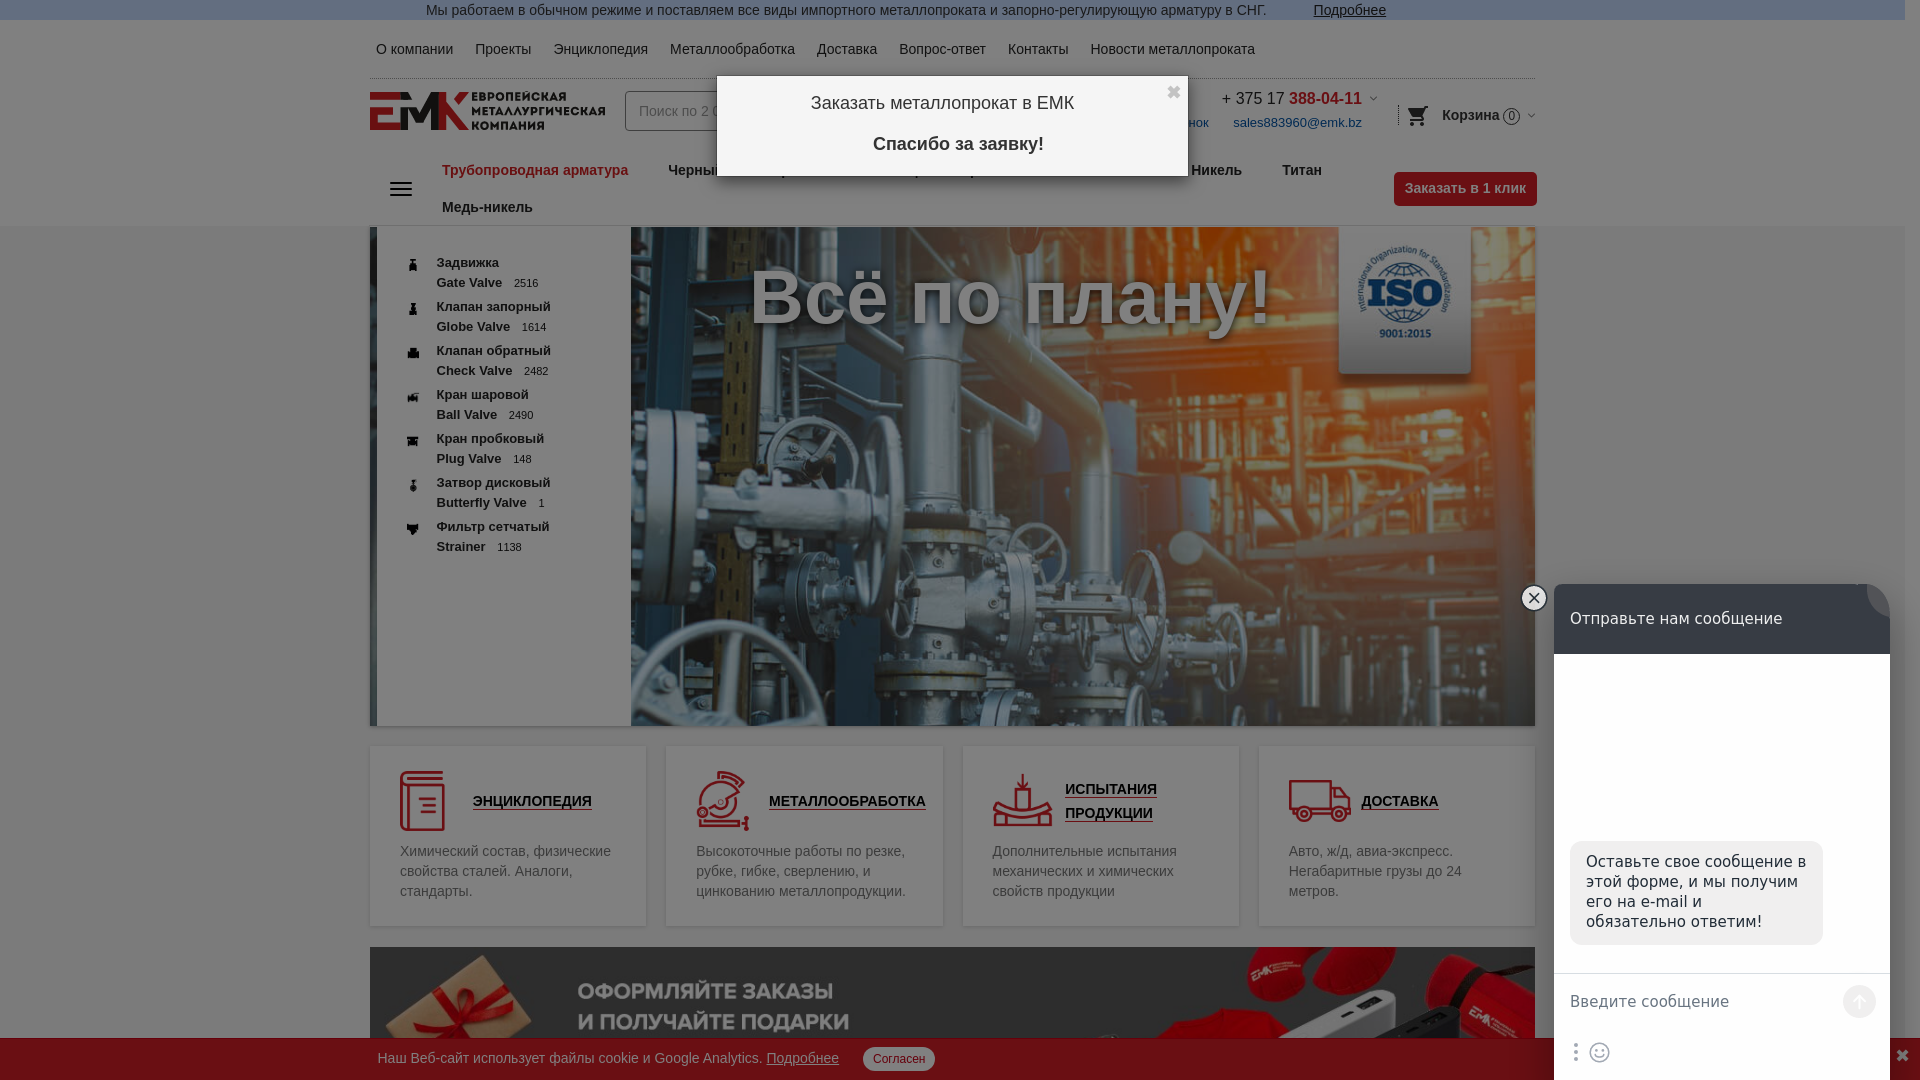 Мы работаем в обычном режиме и поставляем все виды импортного металлопроката и запорно-регулирующую арматуру в СНГ. Подробнее
О компании Проекты Энциклопедия Металлообработка Доставка Вопрос-ответ Контакты Новости металлопроката
ЕМК ЕВРОПЕЙСКАЯ
МЕТАЛЛУРГИЧЕСКАЯ
КОМПАНИЯ
Поиск по 2
Заказать металлопрокат в ЕМК
Спасибо за заявку!
+ 375 17 388-04-11
sales883960@emk.bz
Корзина 0
Трубопроводная арматура
Никель Титан
Медь-никель
Заказать в 1 клик
Задвижка
Gate Valve 2516
Клапан запорный
Globe Valve 1614
Клапан обратный
Check Valve 2482
Кран шаровой
Ball Valve 2490
Кран пробковый
Plug Valve 148
Затвор дисковый
Butterfly Valve 1
Фильтр сетчатый
Strainer 1138
Всё по плану!
International Organization for Standardization
ISO
9001:2015
ЭНЦИКЛОПЕДИЯ
Химический состав, физические
свойства сталей. Аналоги,
стандарты.
МЕТАЛЛООБРАБОТКА
Высокоточные работы по резке,
рубке, гибке, сверлению, и
цинкованию металлопродукции.
ИСПЫТАНИЯ
ПРОДУКЦИИ
Дополнительные испытания
механических и химических
свойств продукции
ДОСТАВКА
Авто, ж/д, авиа-экспресс.
Негабаритные грузы до 24
метров.
ОФОРМЛЯЙТЕ ЗАКАЗЫ
И ПОЛУЧАЙТЕ ПОДАРКИ
ЕМК
ЕМК
Наш Веб-сайт использует файлы cookie и Google Analytics. Подробнее Согласен
Отправьте нам сообщение
Оставьте свое сообщение в
этой форме, и мы получим
его на e-mail и
обязательно ответим!
Введите сообщение